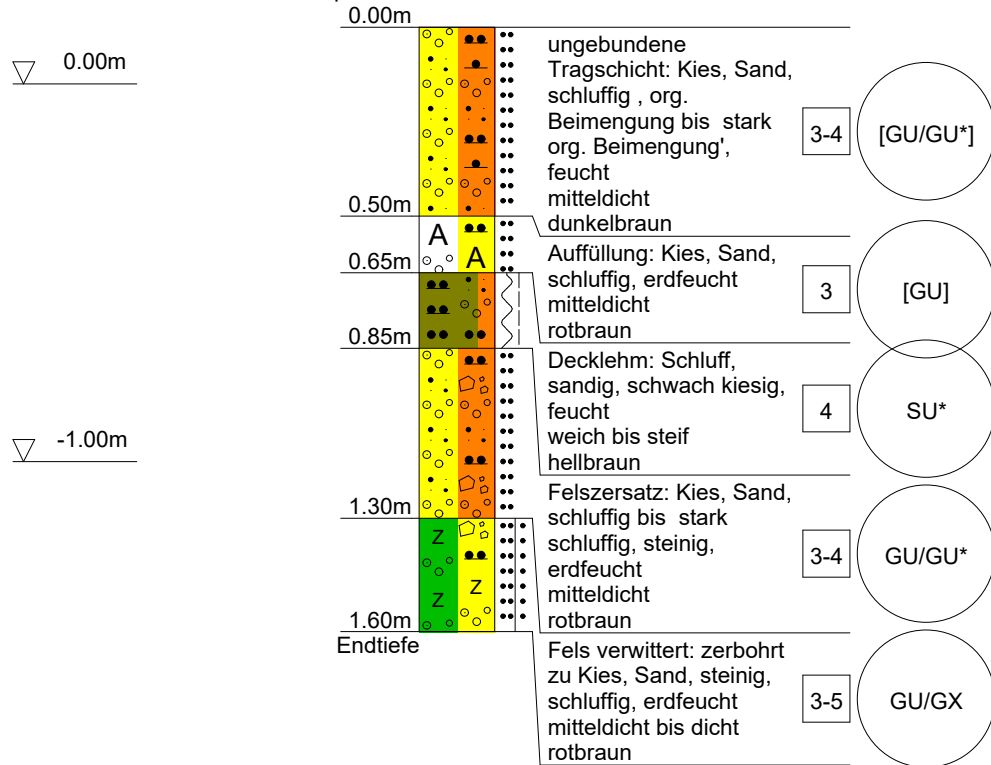 0.00m
0.00m
ungebundene
Tragschicht: Kies, Sand,
schluffig , org.
Beimengung bis stark
org. Beimengung',
feucht
mitteldicht
dunkelbraun
3-4
[GU/GU*]
0.50m
A
A
Auffüllung: Kies, Sand,
schluffig, erdfeucht
mitteldicht
rotbraun
3
[GU]
0.65m
0.85m
Decklehm: Schluff,
sandig, schwach kiesig,
feucht
weich bis steif
hellbraun
4
SU*
-1.00m
Felszersatz: Kies, Sand,
schluffig bis stark
schluffig, steinig,
erdfeucht
mitteldicht
rotbraun
3-4
GU/GU*
1.30m
z
z
z
1.60m
Endtiefe
Fels verwittert: zerbohrt
zu Kies, Sand, steinig,
schluffig, erdfeucht
mitteldicht bis dicht
rotbraun
3-5
GU/GX